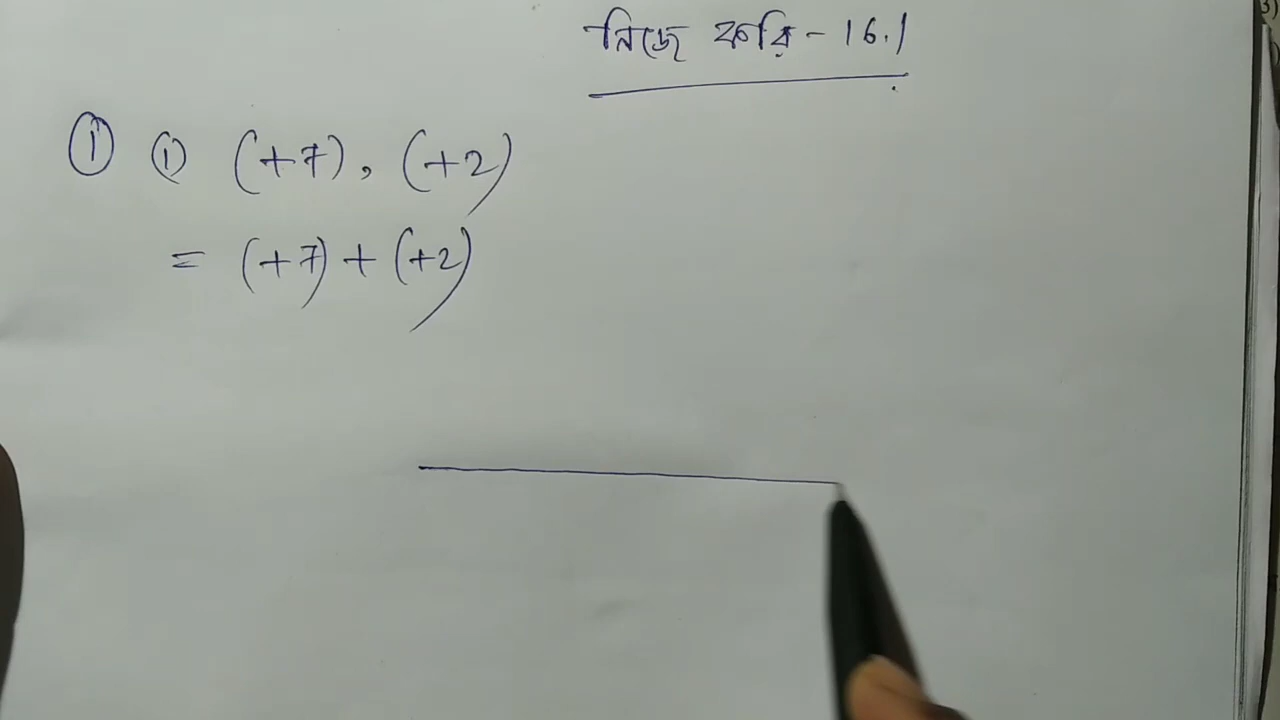 নিজে করি - 16.1
① ① (+7), (+2)
= (+7) + (+2)